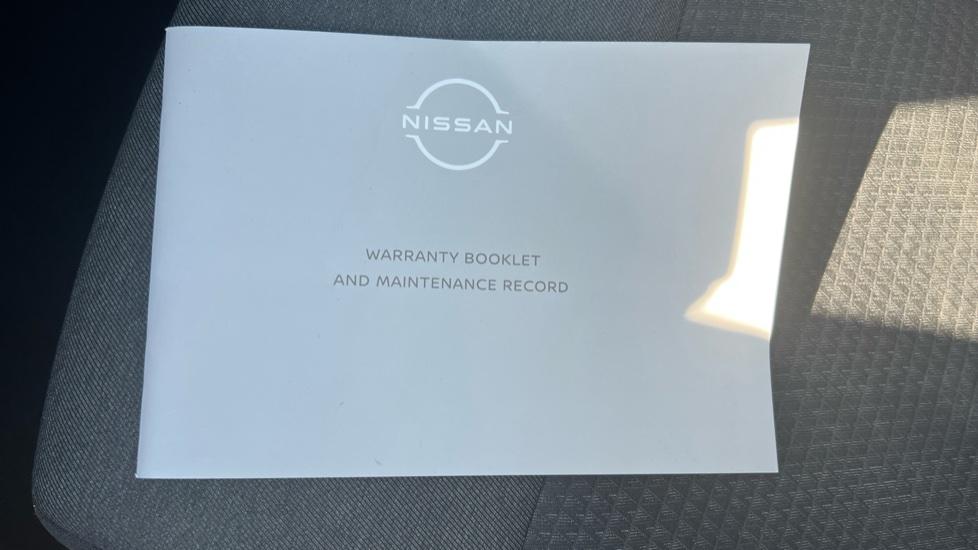 NISSAN
WARRANTY BOOKLET
AND MAINTENANCE RECORD